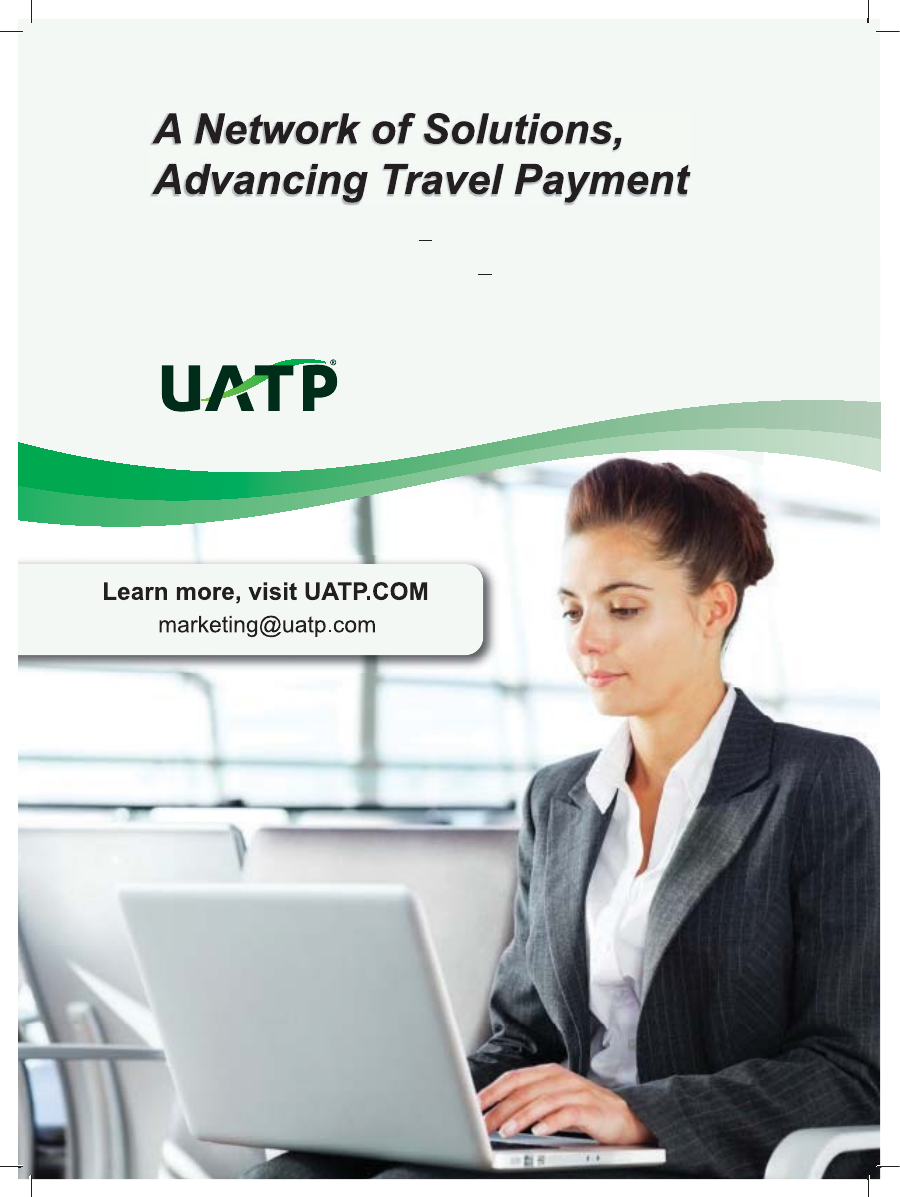 A Network of Solutions,
Advancing Travel Payment
–
–
UATP®
Learn more, visit UATP.COM
marketing@uatp.com